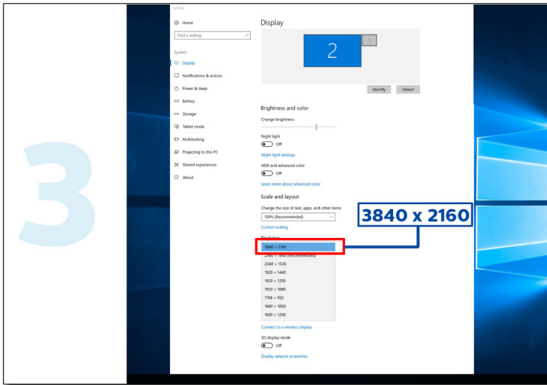 Settings
Home
Display
Find a setting
2
1
System
Display
Notifications & actions
Power & sleep
Identify
Detect
Battery
Storage
Tablet mode
Multitasking
Projecting to this PC
Shared experiences
About
Brightness and color
Change brightness
Night light
Off
Night light settings
HDR and advanced color
Off
Learn more about advanced color
Scale and layout
Change the size of text, apps, and other items
100% (Recommended)
Custom scaling
3
3840 x 2160
Resolution
3840 × 2160
2048 × 1536
1920 × 1440
1920 × 1200
1920 × 1080
1768 × 992
1680 × 1050
1600 × 1200
Connect to a wireless display
3D display mode
Off
Display adapter properties